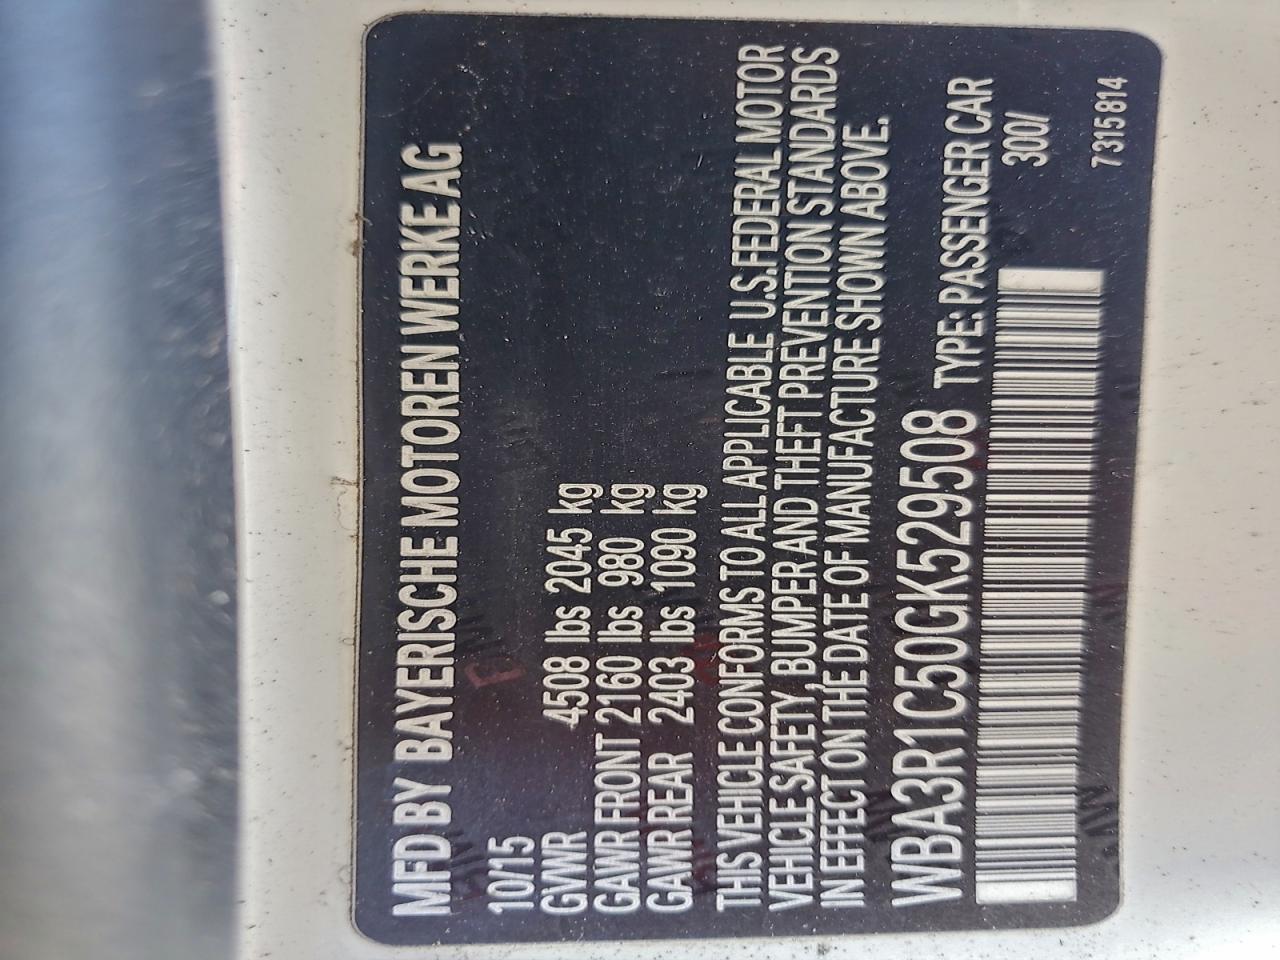 MFD BY BAYERISCHE MOTOREN WERKE AG
10/15
GVWR 4508 lbs 2045 kg
GAWR FRONT 2160 lbs 980 kg
GAWR REAR 2403 lbs 1090 kg
THIS VEHICLE CONFORMS TO ALL APPLICABLE U.S.FEDERAL MOTOR
VEHICLE SAFETY, BUMPER AND THEFT PREVENTION STANDARDS
IN EFFECT ON THE DATE OF MANUFACTURE SHOWN ABOVE.
WBA3R1C50GK529508 TYPE: PASSENGER CAR
300/
7315814